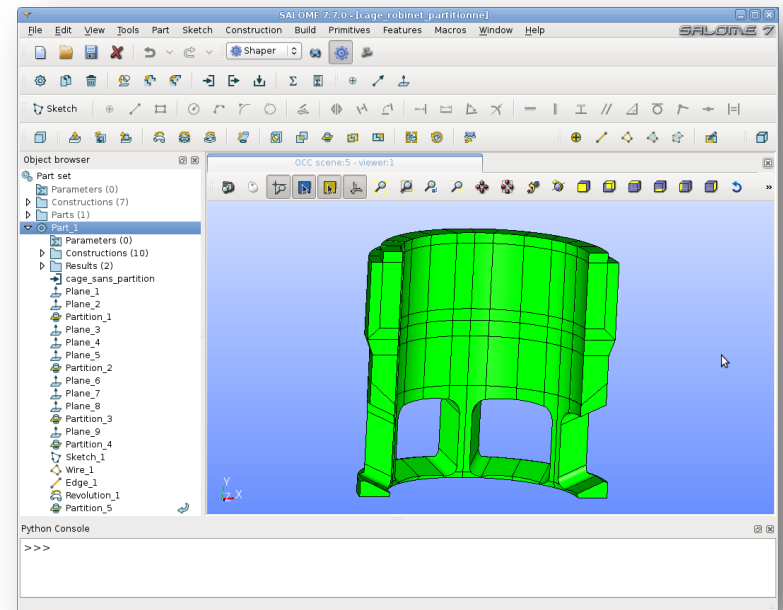 SALOME 7.7.0 - [cage_robinet_partitionne]
File Edit View Tools Part Sketch Construction Build Primitives Features Macros Window Help
SALOME 7
Shaper
Sketch
Object browser
OCC scene:5 - viewer:1
Part set
Parameters (0)
Constructions (7)
Parts (1)
Part_1
Parameters (0)
Constructions (10)
Results (2)
cage_sans_partition
Plane_1
Plane_2
Partition_1
Plane_3
Plane_4
Plane_5
Partition_2
Plane_6
Plane_7
Plane_8
Partition_3
Plane_9
Partition_4
Sketch_1
Wire_1
Edge_1
Revolution_1
Partition_5
Y
Z X
Python Console
>>>